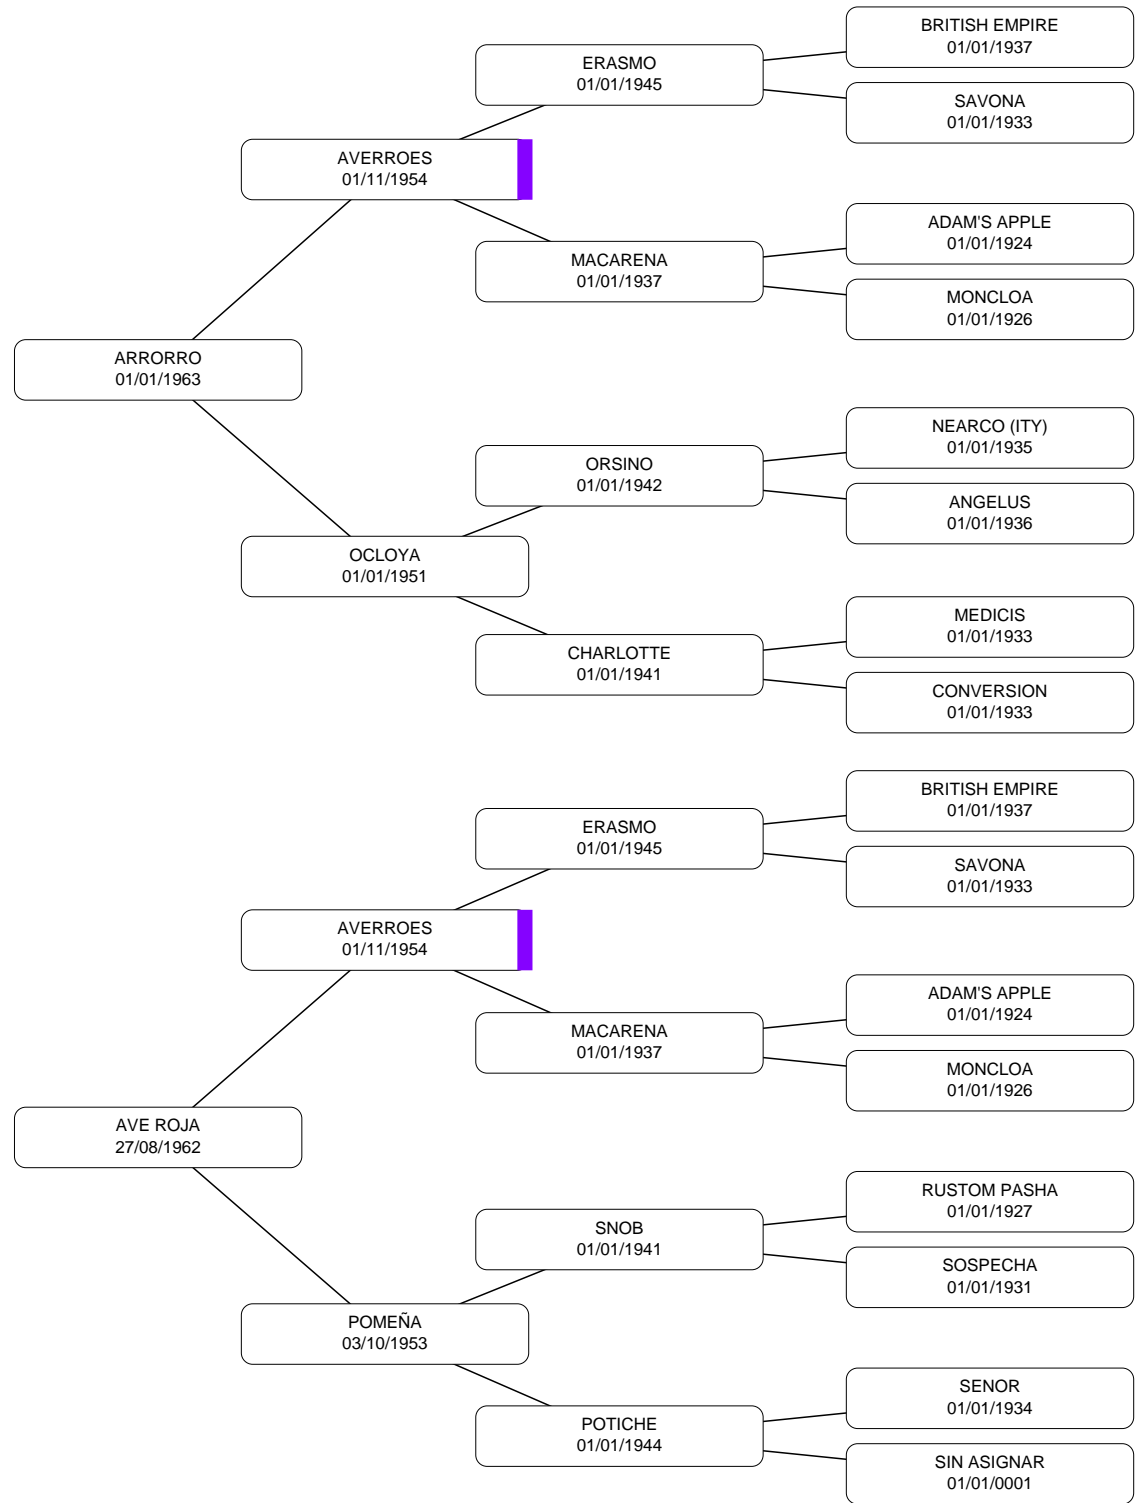 BRITISH EMPIRE
01/01/1937
ERASMO
01/01/1945
SAVONA
01/01/1933
AVERROES
01/11/1954
ADAM'S APPLE
01/01/1924
MACARENA
01/01/1937
MONCLOA
01/01/1926
ARRORRO
01/01/1963
NEARCO (ITY)
01/01/1935
ORSINO
01/01/1942
ANGELUS
01/01/1936
OCLOYA
01/01/1951
MEDICIS
01/01/1933
CHARLOTTE
01/01/1941
CONVERSION
01/01/1933
BRITISH EMPIRE
01/01/1937
ERASMO
01/01/1945
SAVONA
01/01/1933
AVERROES
01/11/1954
ADAM'S APPLE
01/01/1924
MACARENA
01/01/1937
MONCLOA
01/01/1926
AVE ROJA
27/08/1962
RUSTOM PASHA
01/01/1927
SNOB
01/01/1941
SOSPECHA
01/01/1931
POMEÑA
03/10/1953
SENOR
01/01/1934
POTICHE
01/01/1944
SIN ASIGNAR
01/01/0001